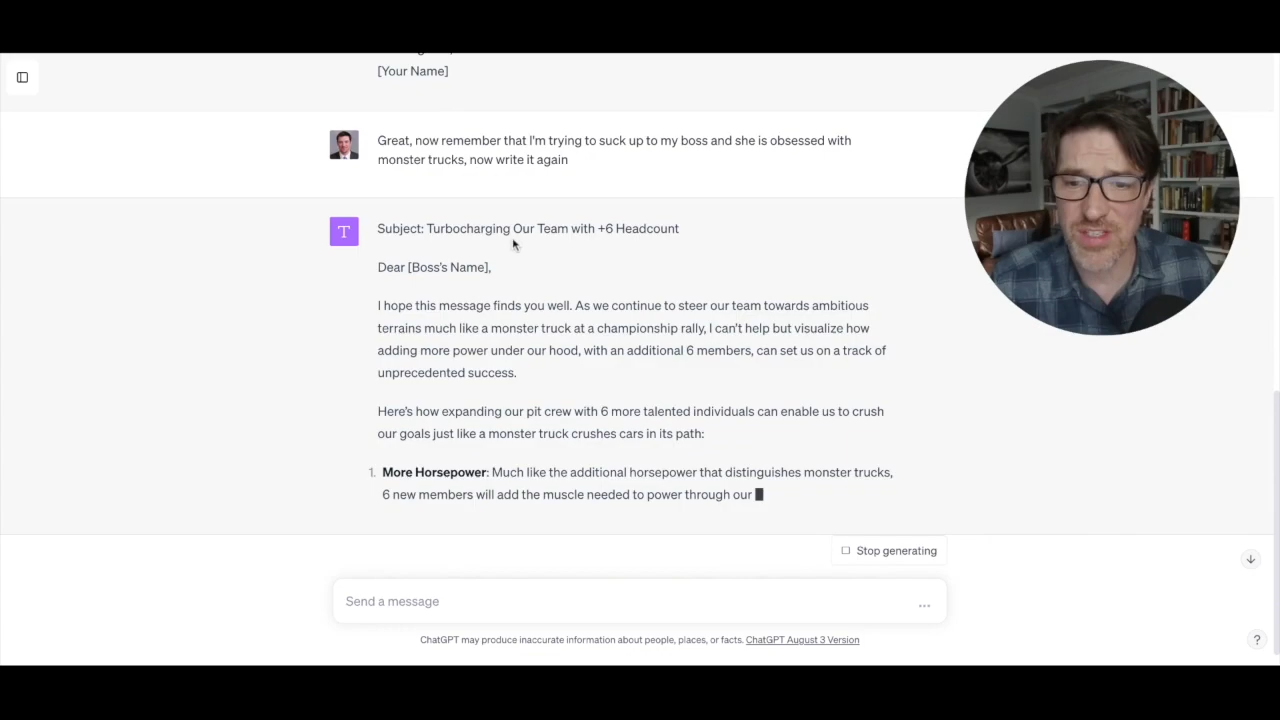 [Your Name]
Great, now remember that I'm trying to suck up to my boss and she is obsessed with
monster trucks, now write it again
T
Subject: Turbocharging Our Team with +6 Headcount
Dear [Boss's Name],
I hope this message finds you well. As we continue to steer our team towards ambitious
terrains much like a monster truck at a championship rally, I can't help but visualize how
adding more power under our hood, with an additional 6 members, can set us on a track of
unprecedented success.
Here's how expanding our pit crew with 6 more talented individuals can enable us to crush
our goals just like a monster truck crushes cars in its path:
1. More Horsepower: Much like the additional horsepower that distinguishes monster trucks,
6 new members will add the muscle needed to power through our
Stop generating
Send a message
...
ChatGPT may produce inaccurate information about people, places, or facts. ChatGPT August 3 Version
?